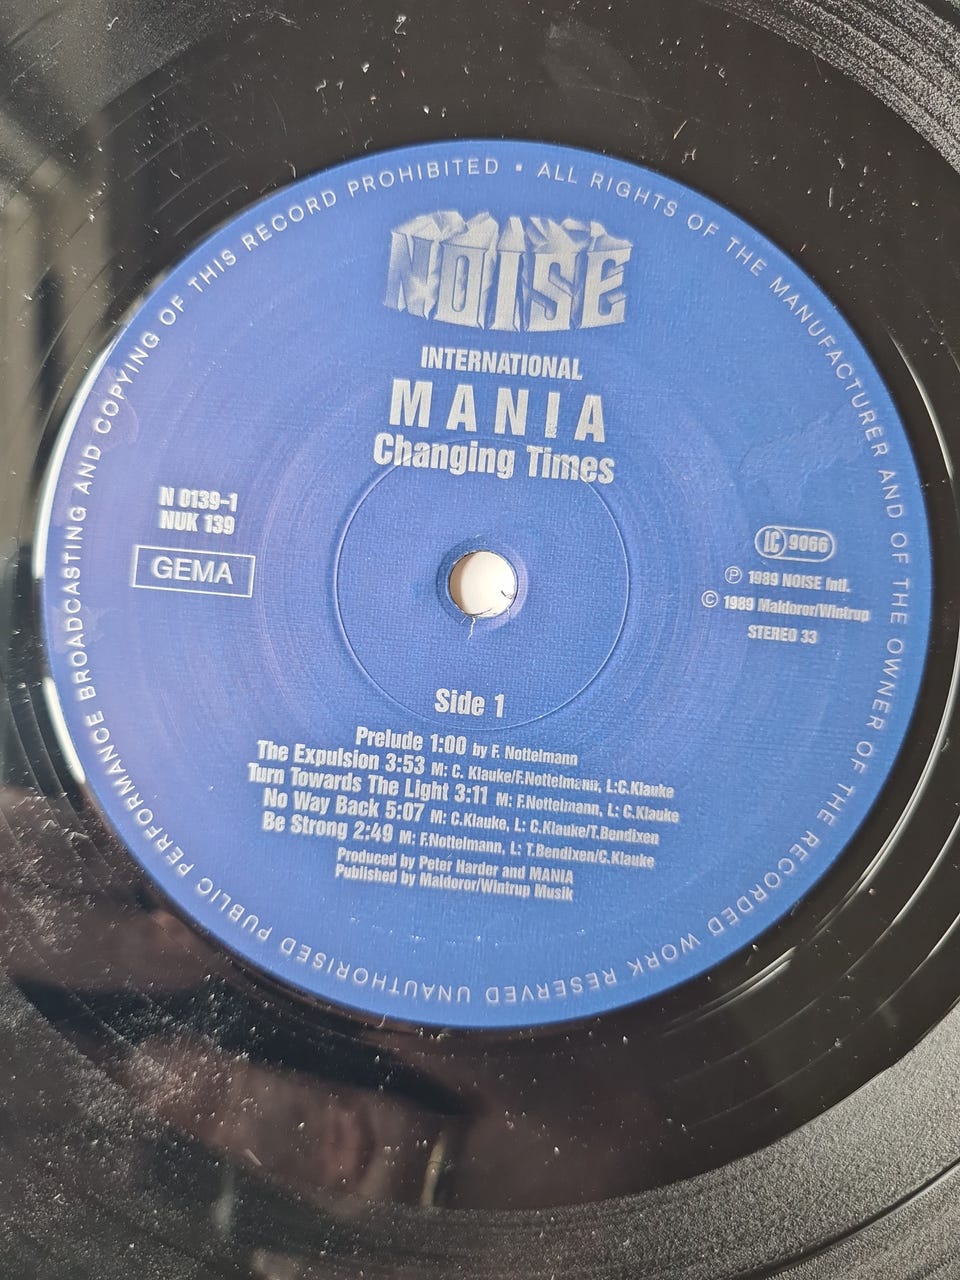 UNAUTHORISED PUBLIC PERFORMANCE BROADCASTING AND COPYING OF THIS RECORD PROHIBITED • ALL RIGHTS OF THE MANUFACTURER AND OF THE OWNER OF THE RECORDED WORK RESERVED
NOISE
INTERNATIONAL
MANIA
Changing Times
N 0139-1
NUK 139
GEMA
LC 9066
℗ 1989 NOISE Intl.
© 1989 Maldoror/Wintrup
STEREO 33
Side 1
Prelude 1:00 by F. Nottelmann
The Expulsion 3:53 M: C. Klauke/F.Nottelmann, L:C.Klauke
Turn Towards The Light 3:11 M: F.Nottelmann, L: C.Klauke
No Way Back 5:07 M: C.Klauke, L: C.Klauke/T.Bendixen
Be Strong 2:49 M: F.Nottelmann, L: T.Bendixen/C.Klauke
Produced by Peter Harder and MANIA
Published by Maldoror/Wintrup Musik